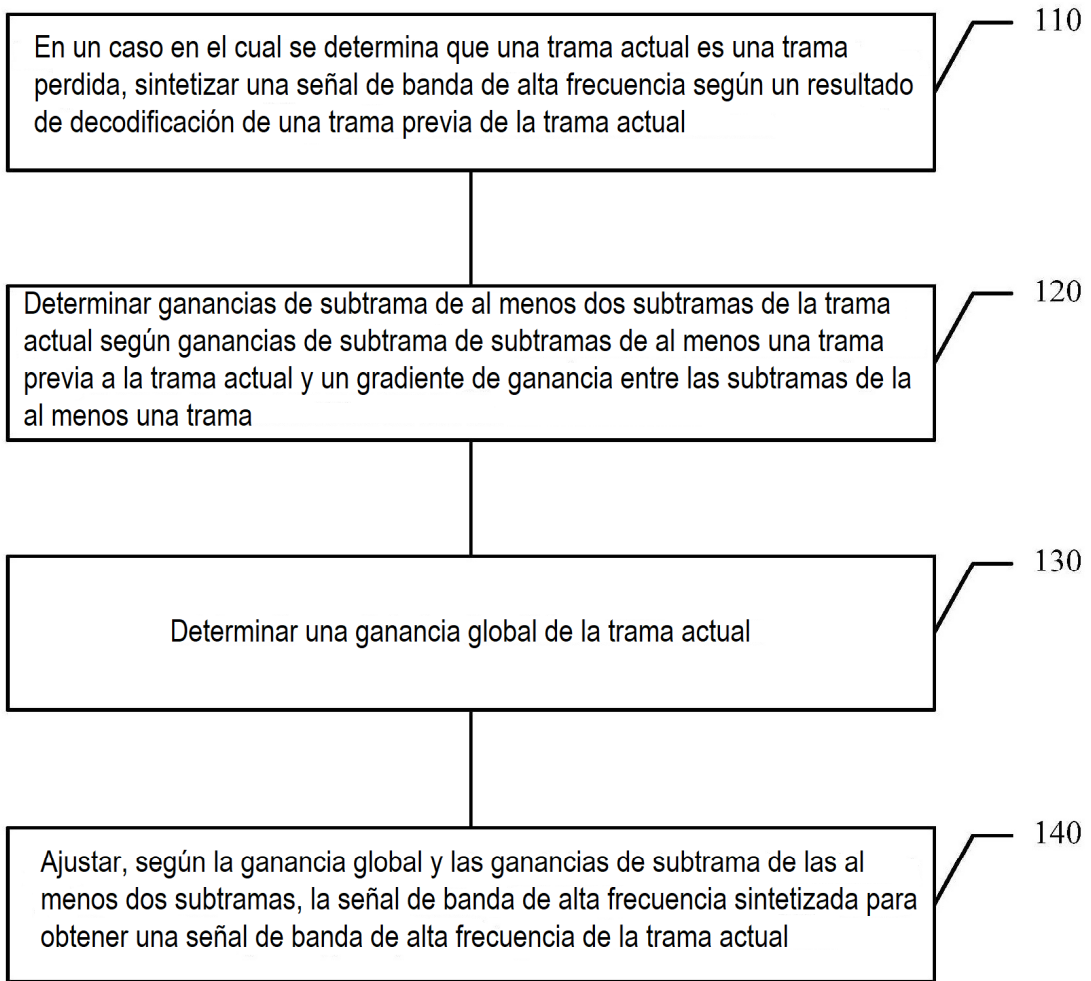 110
En un caso en el cual se determina que una trama actual es una trama
perdida, sintetizar una señal de banda de alta frecuencia según un resultado
de decodificación de una trama previa de la trama actual
120
Determinar ganancias de subtrama de al menos dos subtramas de la trama
actual según ganancias de subtrama de subtramas de al menos una trama
previa a la trama actual y un gradiente de ganancia entre las subtramas de la
al menos una trama
130
Determinar una ganancia global de la trama actual
140
Ajustar, según la ganancia global y las ganancias de subtrama de las al
menos dos subtramas, la señal de banda de alta frecuencia sintetizada para
obtener una señal de banda de alta frecuencia de la trama actual